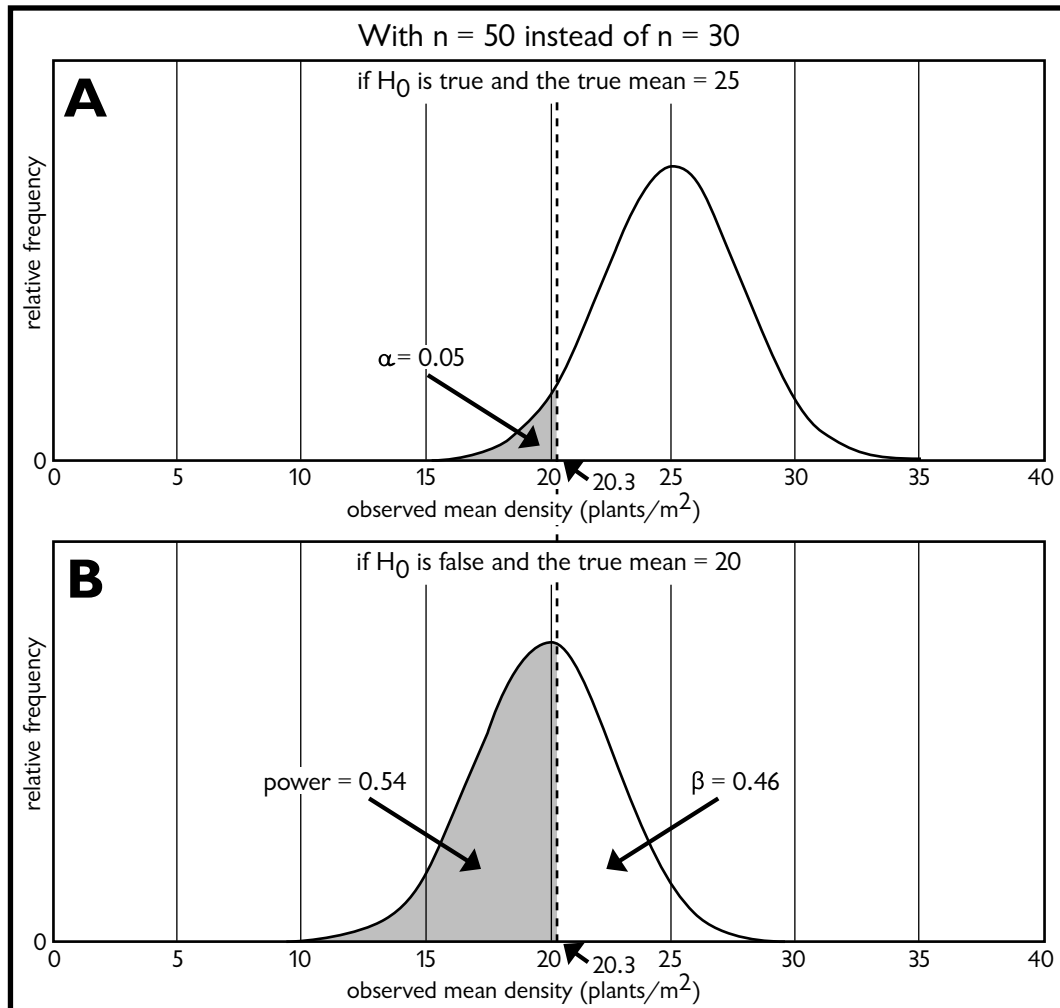 With n = 50 instead of n = 30
A
if H0 is true and the true mean = 25
relative frequency
α = 0.05
0
0 5 10 15 20 25 30 35 40
20.3
observed mean density (plants/m²)
B
if H0 is false and the true mean = 20
relative frequency
power = 0.54
β = 0.46
0
0 5 10 15 20 25 30 35 40
20.3
observed mean density (plants/m²)